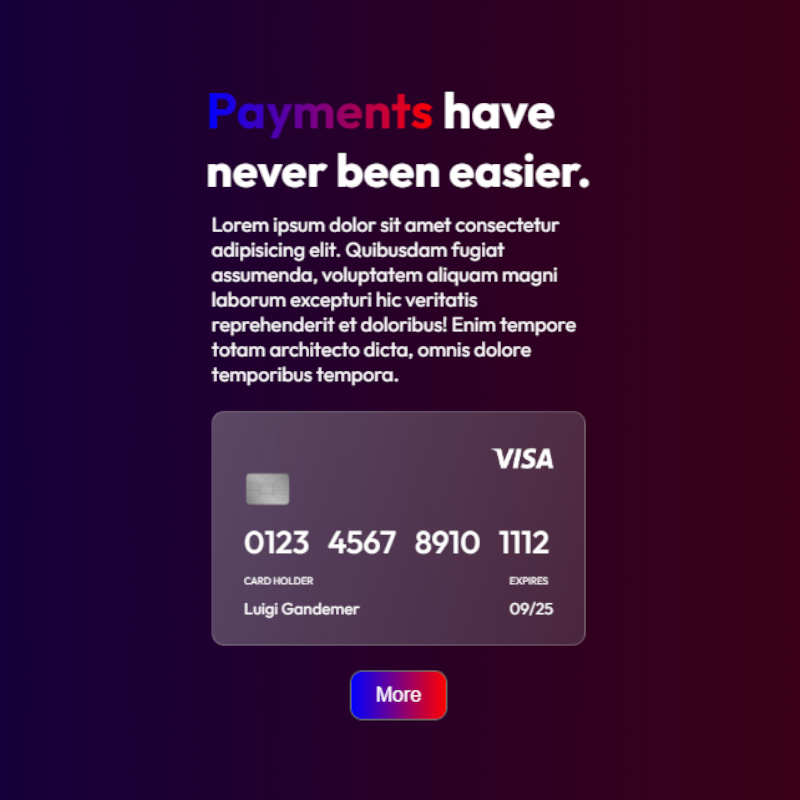 Payments have
never been easier.
Lorem ipsum dolor sit amet consectetur
adipisicing elit. Quibusdam fugiat
assumenda, voluptatem aliquam magni
laborum excepturi hic veritatis
reprehenderit et doloribus! Enim tempore
totam architecto dicta, omnis dolore
temporibus tempora.
VISA
0123 4567 8910 1112
CARD HOLDER EXPIRES
Luigi Gandemer 09/25
More